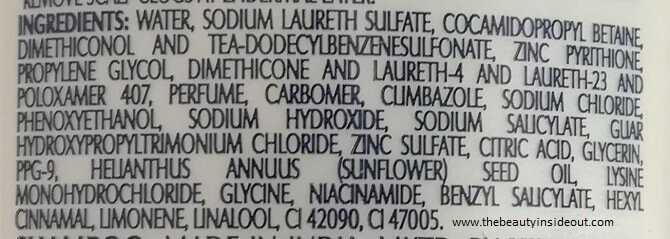 INGREDIENTS: WATER, SODIUM LAURETH SULFATE, COCAMIDOPROPYL BETAINE,
DIMETHICONOL AND TEA-DODECYLBENZENESULFONATE, ZINC PYRITHIONE,
PROPYLENE GLYCOL, DIMETHICONE AND LAURETH-4 AND LAURETH-23 AND
POLOXAMER 407, PERFUME, CARBOMER, CLIMBAZOLE, SODIUM CHLORIDE,
PHENOXYETHANOL, SODIUM HYDROXIDE, SODIUM SALICYLATE, GUAR
HYDROXYPROPYLTRIMONIUM CHLORIDE, ZINC SULFATE, CITRIC ACID, GLYCERIN,
PPG-9, HELIANTHUS ANNUUS (SUNFLOWER) SEED OIL, LYSINE
MONOHYDROCHLORIDE, GLYCINE, NIACINAMIDE, BENZYL SALICYLATE, HEXYL
CINNAMAL, LIMONENE, LINALOOL, CI 42090, CI 47005.
www.thebeautyinsideout.com